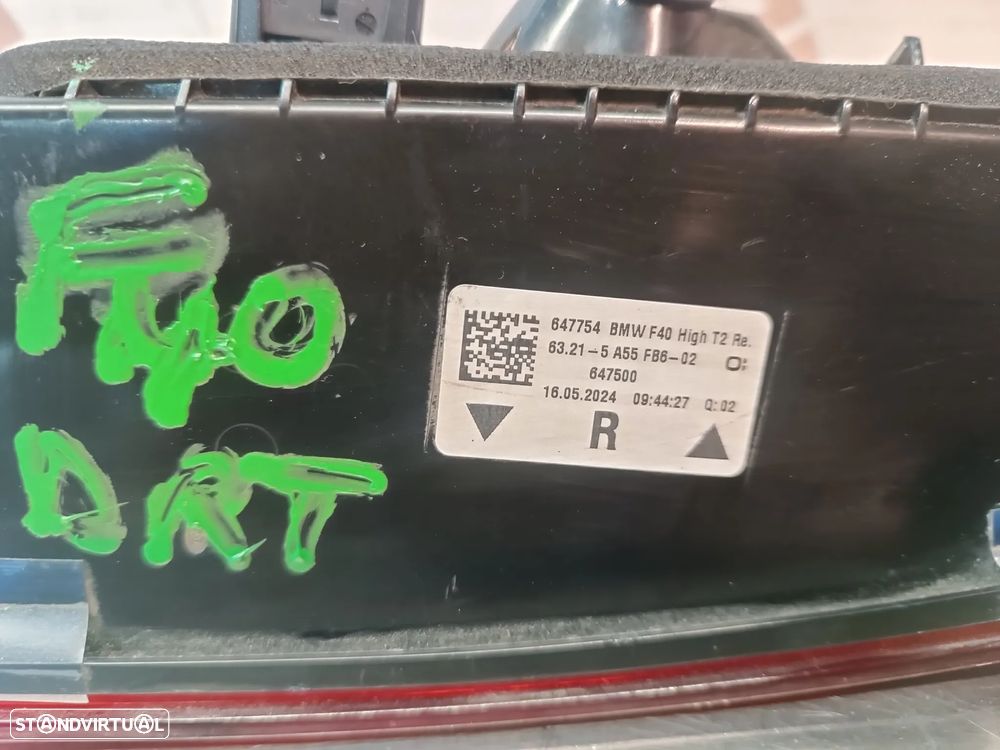 F40
DRT
647754 BMW F40 High T2 Re.
63.21-5 A55 FB6-02 O:
647500
16.05.2024 09:44:27 Q:02
R
STANDVIRTUAL